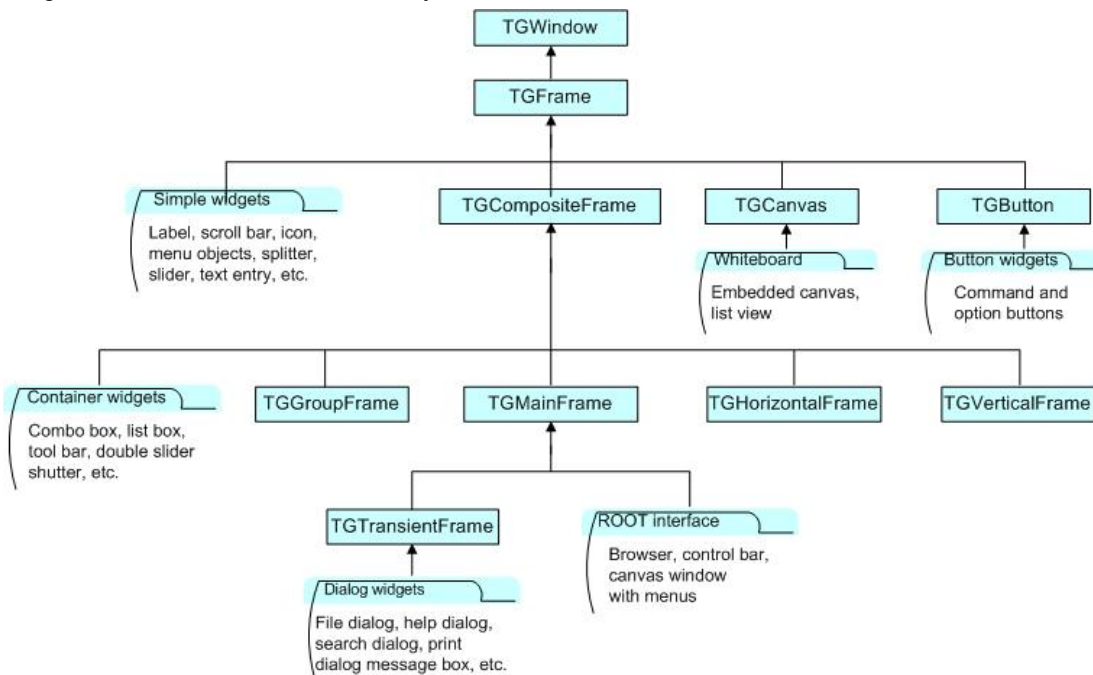 TGWindow
TGFrame
Simple widgets
Label, scroll bar, icon,
menu objects, splitter,
slider, text entry, etc.
TGCompositeFrame
TGCanvas
TGButton
Whiteboard
Embedded canvas,
list view
Button widgets
Command and
option buttons
Container widgets
Combo box, list box,
tool bar, double slider
shutter, etc.
TGGroupFrame
TGMainFrame
TGHorizontalFrame
TGVerticalFrame
TGTransientFrame
ROOT interface
Browser, control bar,
canvas window
with menus
Dialog widgets
File dialog, help dialog,
search dialog, print
dialog message box, etc.